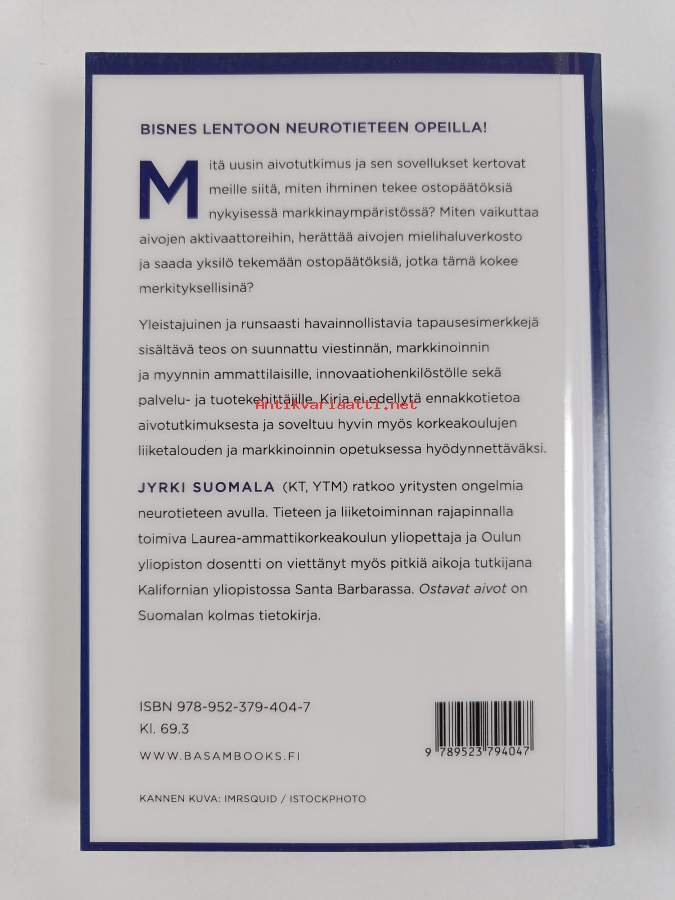 BISNES LENTOON NEUROTIETEEN OPEILLA!
Mitä uusin aivotutkimus ja sen sovellukset kertovat
meille siitä, miten ihminen tekee ostopäätöksiä
nykyisessä markkinaympäristössä? Miten vaikuttaa
aivojen aktivaattoreihin, herättää aivojen mielihaluverkosto
ja saada yksilö tekemään ostopäätöksiä, jotka tämä kokee
merkityksellisinä?
Yleistajuinen ja runsaasti havainnollistavia tapausesimerkkejä
sisältävä teos on suunnattu viestinnän, markkinoinnin
ja myynnin ammattilaisille, innovaatiohenkilöstölle sekä
palvelu- ja tuotekehittäjille. Kirja ei edellytä ennakkotietoa
Antikvariaatti.net
aivotutkimuksesta ja soveltuu hyvin myös korkeakoulujen
liiketalouden ja markkinoinnin opetuksessa hyödynnettäväksi.
JYRKI SUOMALA (KT, YTM) ratkoo yritysten ongelmia
neurotieteen avulla. Tieteen ja liiketoiminnan rajapinnalla
toimiva Laurea-ammattikorkeakoulun yliopettaja ja Oulun
yliopiston dosentti on viettänyt myös pitkiä aikoja tutkijana
Kalifornian yliopistossa Santa Barbarassa. Ostavat aivot on
Suomalan kolmas tietokirja.
ISBN 978-952-379-404-7
Kl. 69.3
WWW.BASAMBOOKS.FI
9 789523 794047
KANNEN KUVA: IMRSQUID / ISTOCKPHOTO